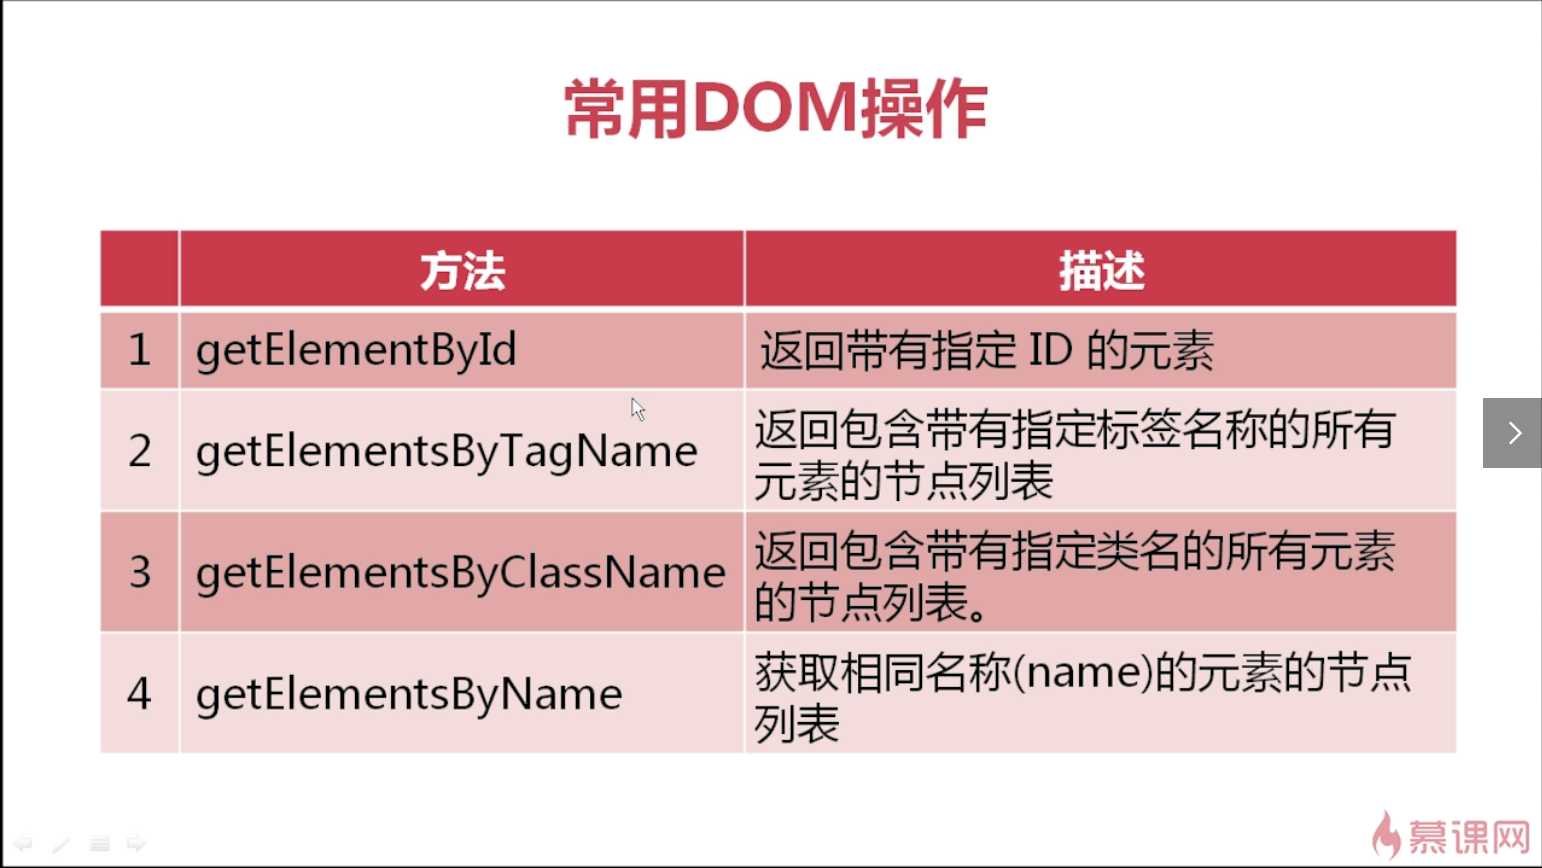 常用DOM操作
方法 描述
1 getElementById 返回带有指定 ID 的元素
2 getElementsByTagName 返回包含带有指定标签名称的所有
元素的节点列表
3 getElementsByClassName 返回包含带有指定类名的所有元素
的节点列表。
4 getElementsByName 获取相同名称(name)的元素的节点
列表
慕课网